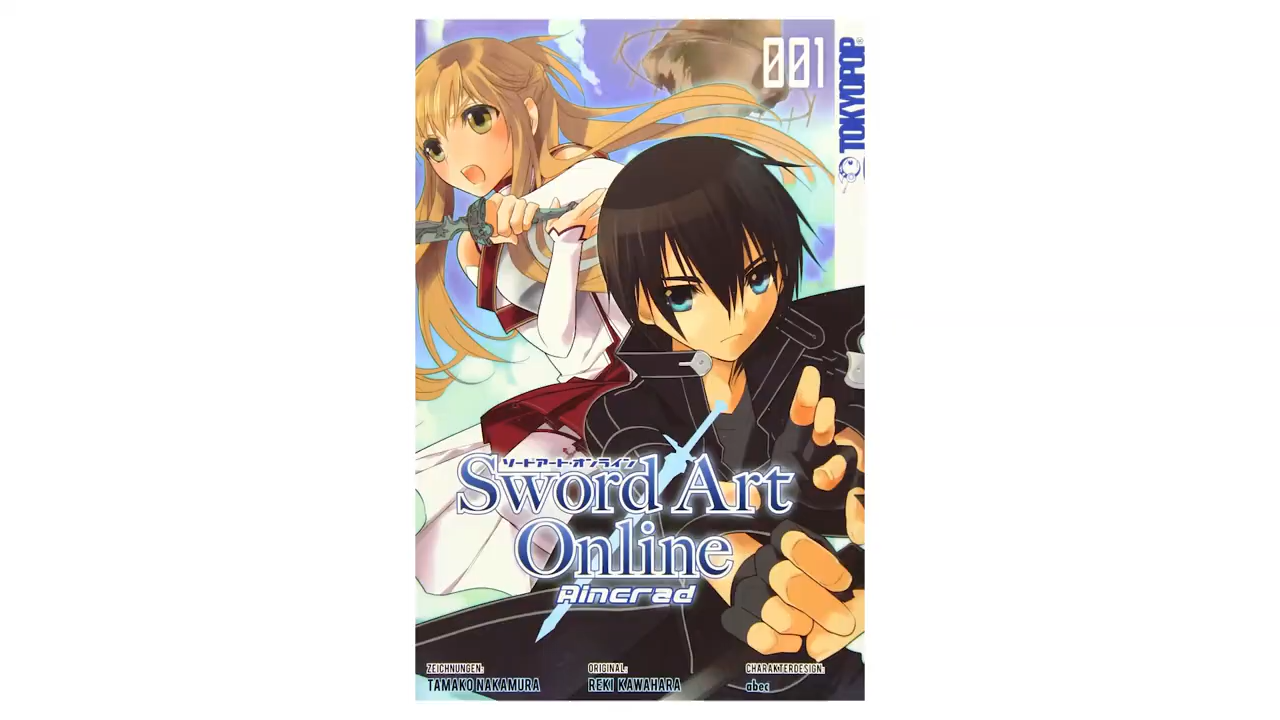 001
TOKYOPOP®
ソードアート・オンライン
Sword Art
Online
Aincrad
ZEICHNUNGEN:
TAMAKO NAKAMURA
ORIGINAL:
REKI KAWAHARA
CHARAKTERDESIGN:
abec